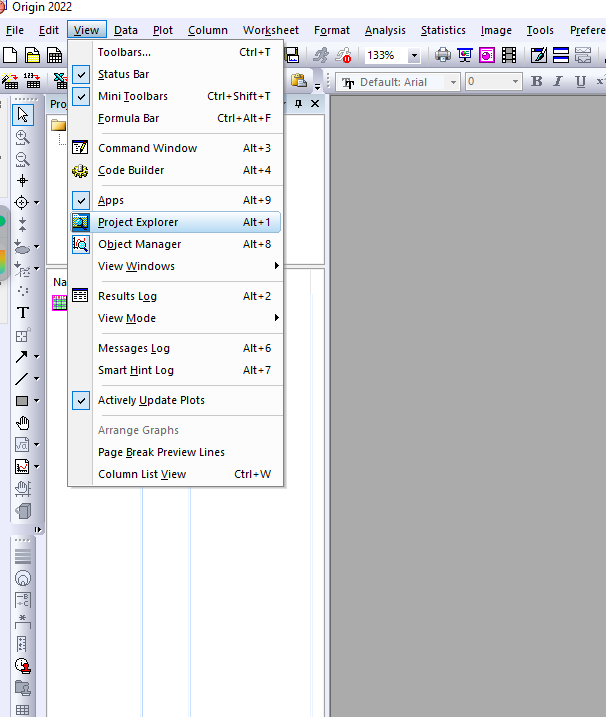 Origin 2022
File Edit View Data Plot Column Worksheet Format Analysis Statistics Image Tools Prefere
133%
Default: Arial 0 B I U x
Proj
Toolbars... Ctrl+T
Status Bar
Mini Toolbars Ctrl+Shift+T
Formula Bar Ctrl+Alt+F
Command Window Alt+3
Code Builder Alt+4
Apps Alt+9
Project Explorer Alt+1
Object Manager Alt+8
View Windows
Na
Results Log Alt+2
View Mode
Messages Log Alt+6
Smart Hint Log Alt+7
Actively Update Plots
Arrange Graphs
Page Break Preview Lines
Column List View Ctrl+W